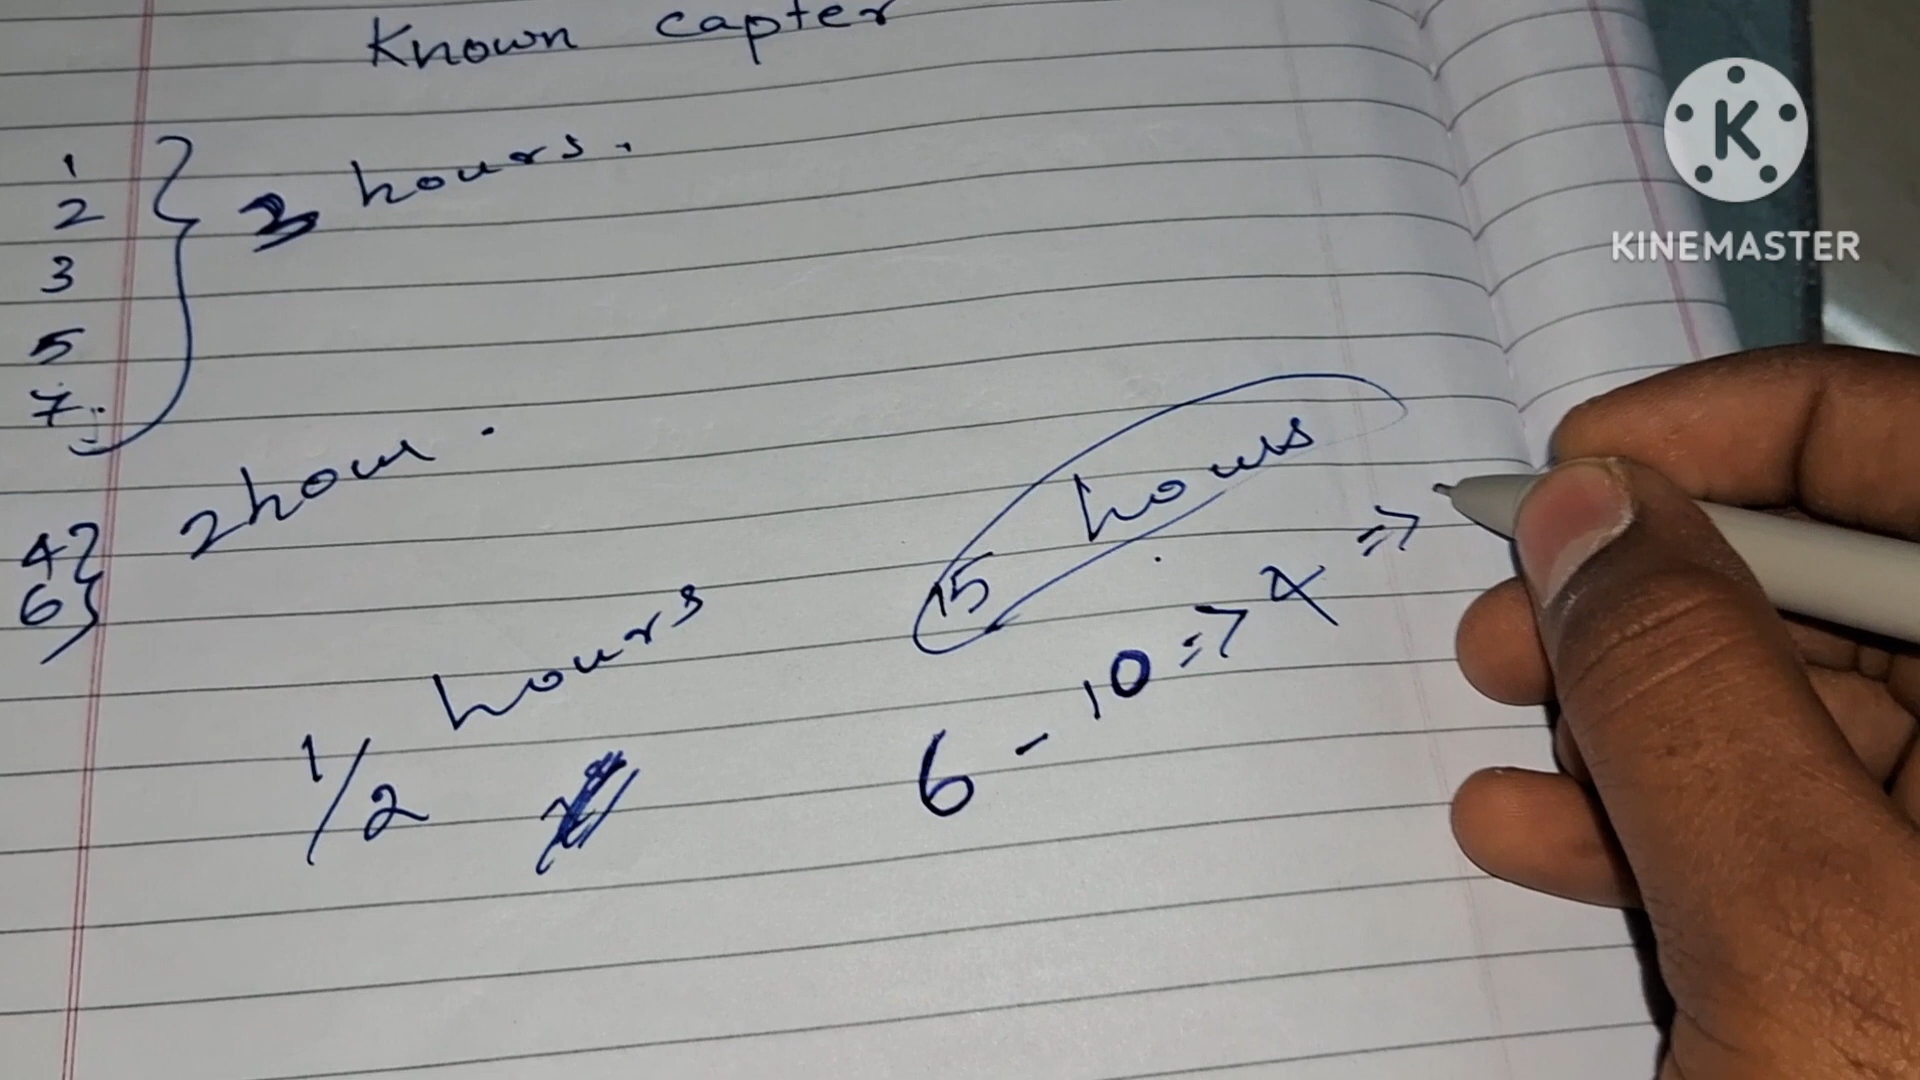 Known capter
1
2
3
5
7.
3 hours.
4
6
2 hour.
1/2 hours
15 hours
6 - 10 => 4 =>
K
KINEMASTER